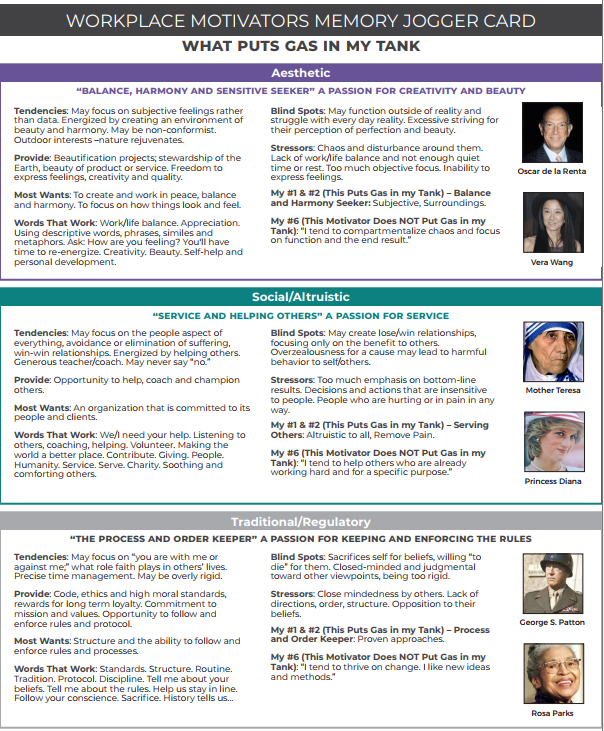 WORKPLACE MOTIVATORS MEMORY JOGGER CARD
WHAT PUTS GAS IN MY TANK
Aesthetic
“BALANCE, HARMONY AND SENSITIVE SEEKER” A PASSION FOR CREATIVITY AND BEAUTY
Tendencies: May focus on subjective feelings rather
than data. Energized by creating an environment of
beauty and harmony. May be non-conformist.
Outdoor interests –nature rejuvenates.
Provide: Beautification projects; stewardship of the
Earth, beauty of product or service. Freedom to
express feelings, creativity and quality.
Most Wants: To create and work in peace, balance
and harmony. To focus on how things look and feel.
Words That Work: Work/life balance. Appreciation.
Using descriptive words, phrases, similes and
metaphors. Ask: How are you feeling? You'll have
time to re-energize. Creativity. Beauty. Self-help and
personal development.
Blind Spots: May function outside of reality and
struggle with every day reality. Excessive striving for
their perception of perfection and beauty.
Stressors: Chaos and disturbance around them.
Lack of work/life balance and not enough quiet
time or rest. Too much objective focus. Inability to
express feelings.
My #1 & #2 (This Puts Gas in my Tank) – Balance
and Harmony Seeker: Subjective, Surroundings.
My #6 (This Motivator Does NOT Put Gas in my
Tank): “I tend to compartmentalize chaos and focus
on function and the end result.”
Oscar de la Renta
Vera Wang
Social/Altruistic
“SERVICE AND HELPING OTHERS” A PASSION FOR SERVICE
Tendencies: May focus on the people aspect of
everything, avoidance or elimination of suffering,
win-win relationships. Energized by helping others.
Generous teacher/coach. May never say “no.”
Provide: Opportunity to help, coach and champion
others.
Most Wants: An organization that is committed to its
people and clients.
Words That Work: We/I need your help. Listening to
others, coaching, helping. Volunteer. Making the
world a better place. Contribute. Giving. People.
Humanity. Service. Serve. Charity. Soothing and
comforting others.
Blind Spots: May create lose/win relationships,
focusing only on the benefit to others.
Overzealousness for a cause may lead to harmful
behavior to self/others.
Stressors: Too much emphasis on bottom-line
results. Decisions and actions that are insensitive
to people. People who are hurting or in pain in any
way.
My #1 & #2 (This Puts Gas in my Tank) – Serving
Others: Altruistic to all, Remove Pain.
My #6 (This Motivator Does NOT Put Gas in my
Tank): “I tend to help others who are already
working hard and for a specific purpose.”
Mother Teresa
Princess Diana
Traditional/Regulatory
“THE PROCESS AND ORDER KEEPER” A PASSION FOR KEEPING AND ENFORCING THE RULES
Tendencies: May focus on “you are with me or
against me;” what role faith plays in others’ lives.
Precise time management. May be overly rigid.
Provide: Code, ethics and high moral standards,
rewards for long term loyalty. Commitment to
mission and values. Opportunity to follow and
enforce rules and protocol.
Most Wants: Structure and the ability to follow and
enforce rules and processes.
Words That Work: Standards. Structure. Routine.
Tradition. Protocol. Discipline. Tell me about your
beliefs. Tell me about the rules. Help us stay in line.
Follow your conscience. Sacrifice. History tells us...
Blind Spots: Sacrifices self for beliefs, willing “to
die” for them. Closed-minded and judgmental
toward other viewpoints, being too rigid.
Stressors: Close mindedness by others. Lack of
directions, order, structure. Opposition to their
beliefs.
My #1 & #2 (This Puts Gas in my Tank) – Process
and Order Keeper: Proven approaches.
My #6 (This Motivator Does NOT Put Gas in my
Tank): “I tend to thrive on change. I like new ideas
and methods.”
George S. Patton
Rosa Parks